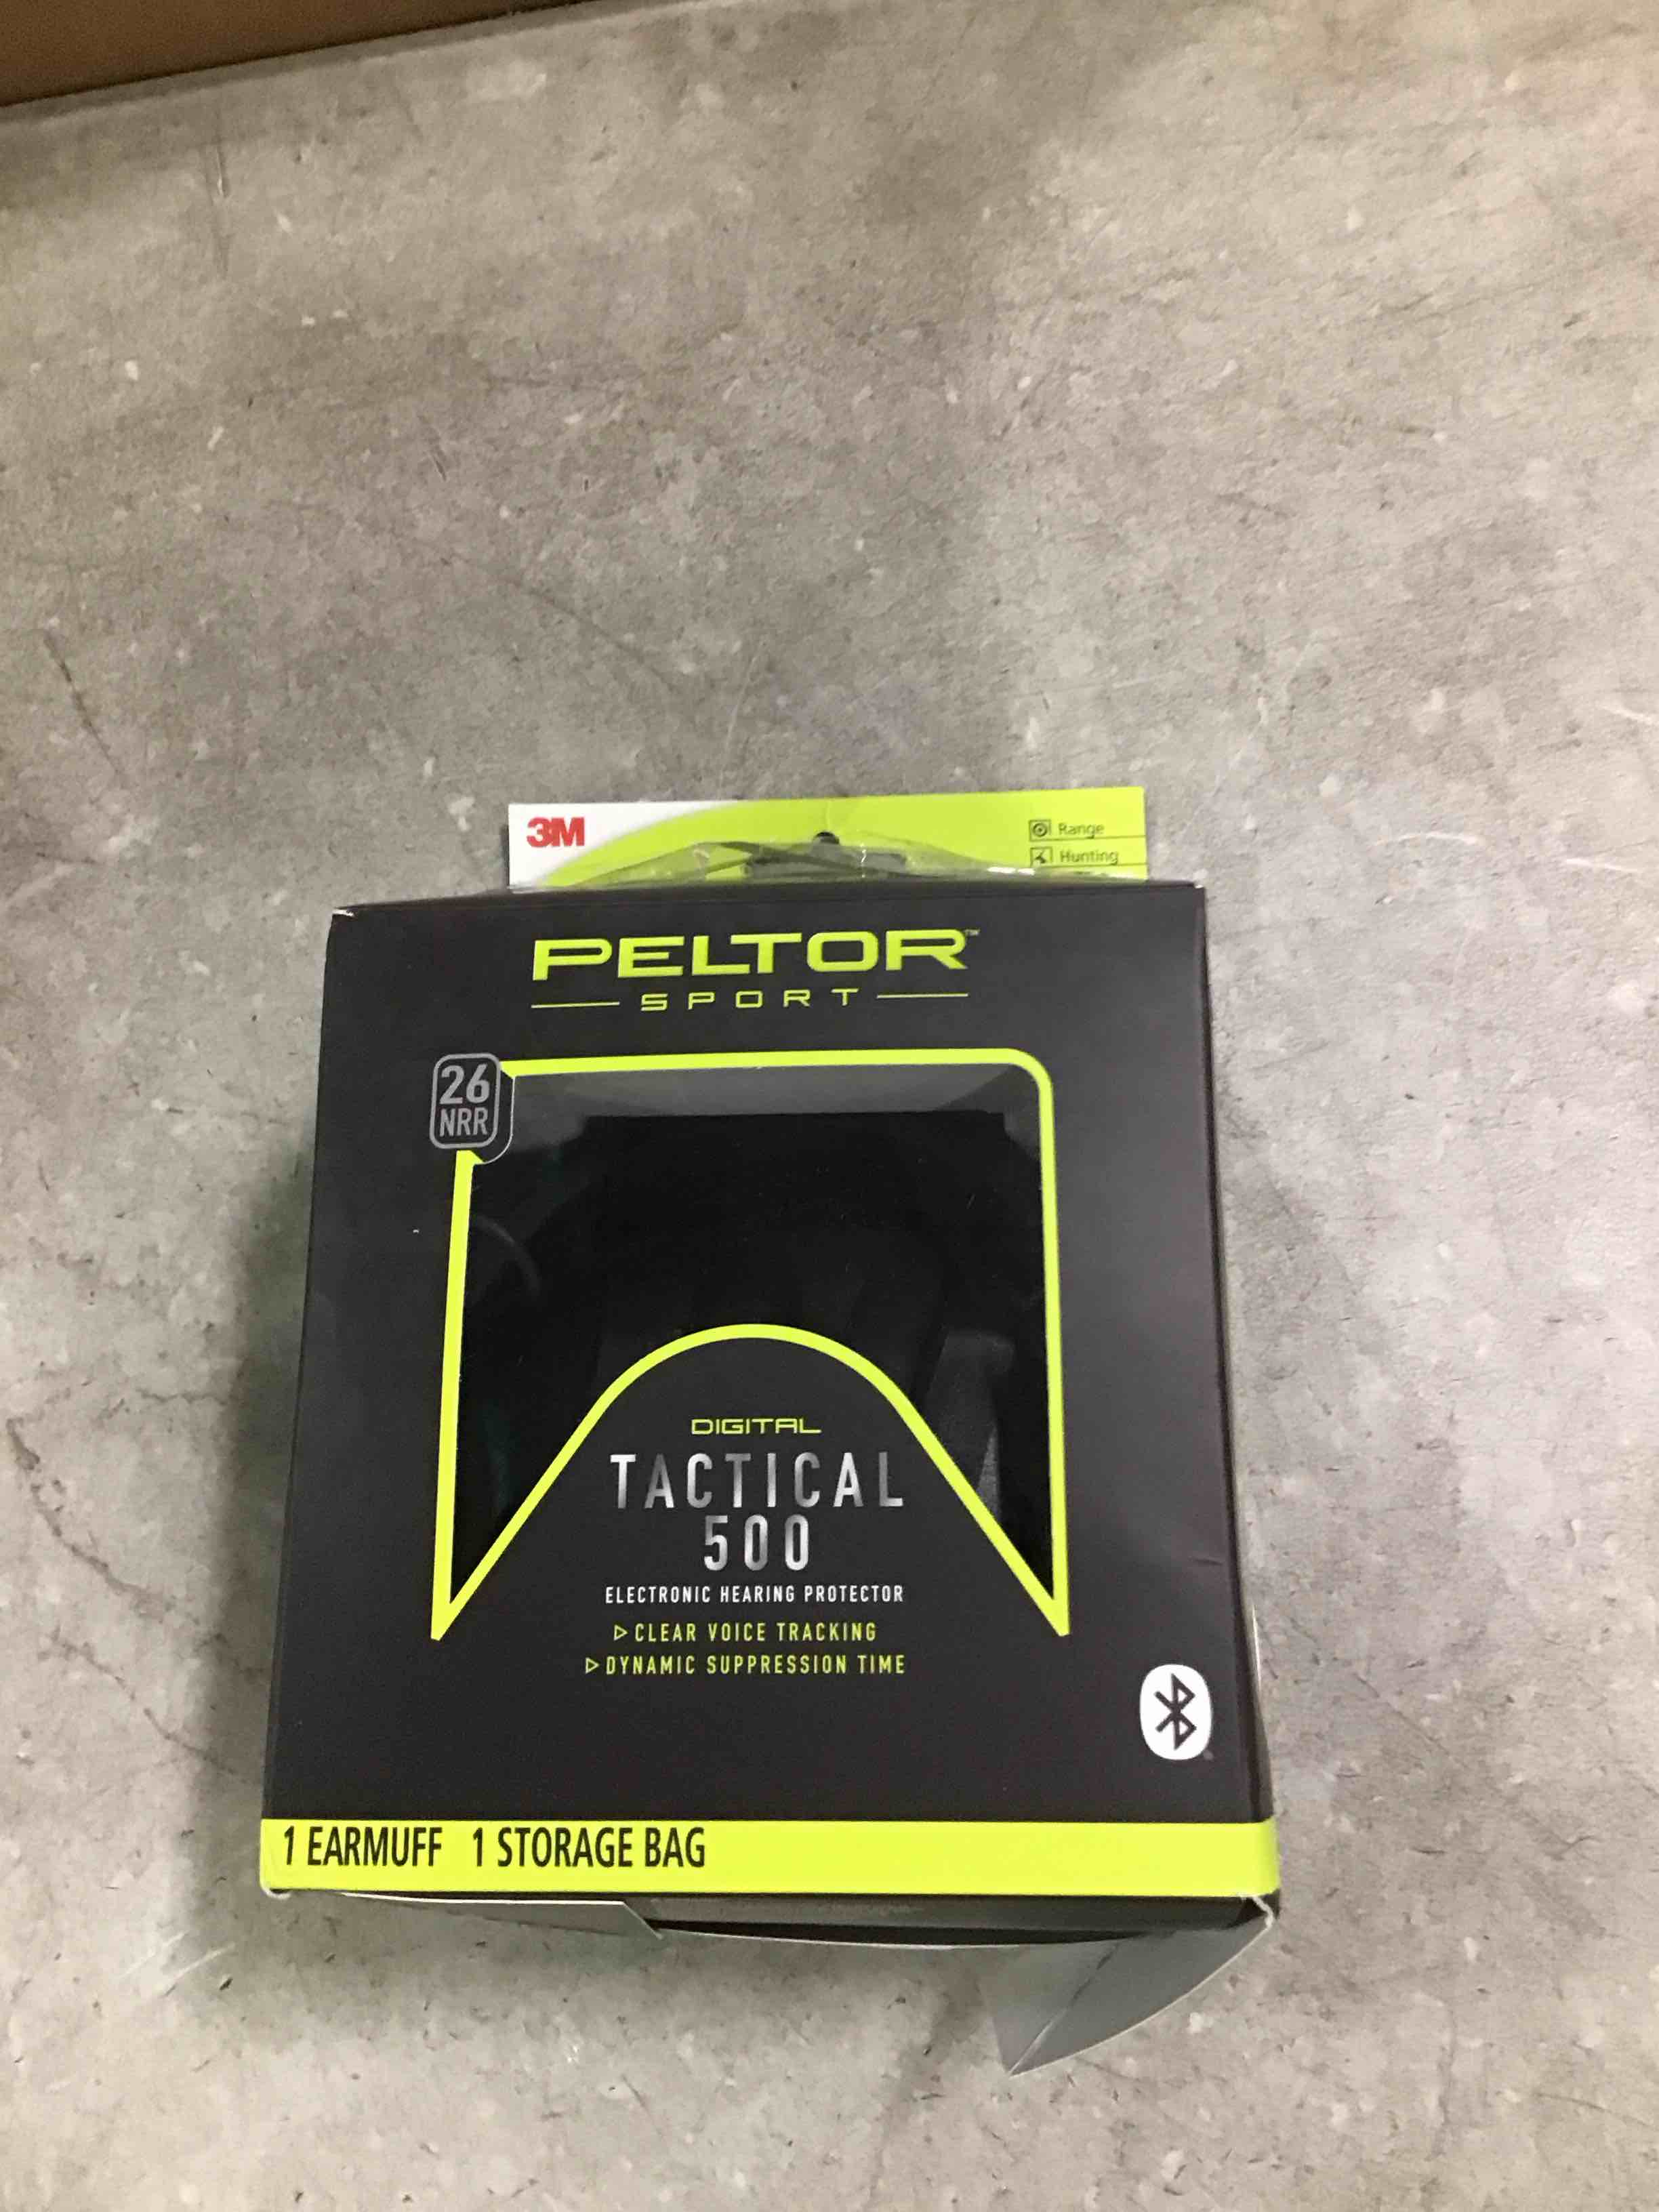 3M
Range
Hunting
PELTOR™
SPORT
26
NRR
DIGITAL
TACTICAL
500
ELECTRONIC HEARING PROTECTOR
▷ CLEAR VOICE TRACKING
▷ DYNAMIC SUPPRESSION TIME
1 EARMUFF 1 STORAGE BAG